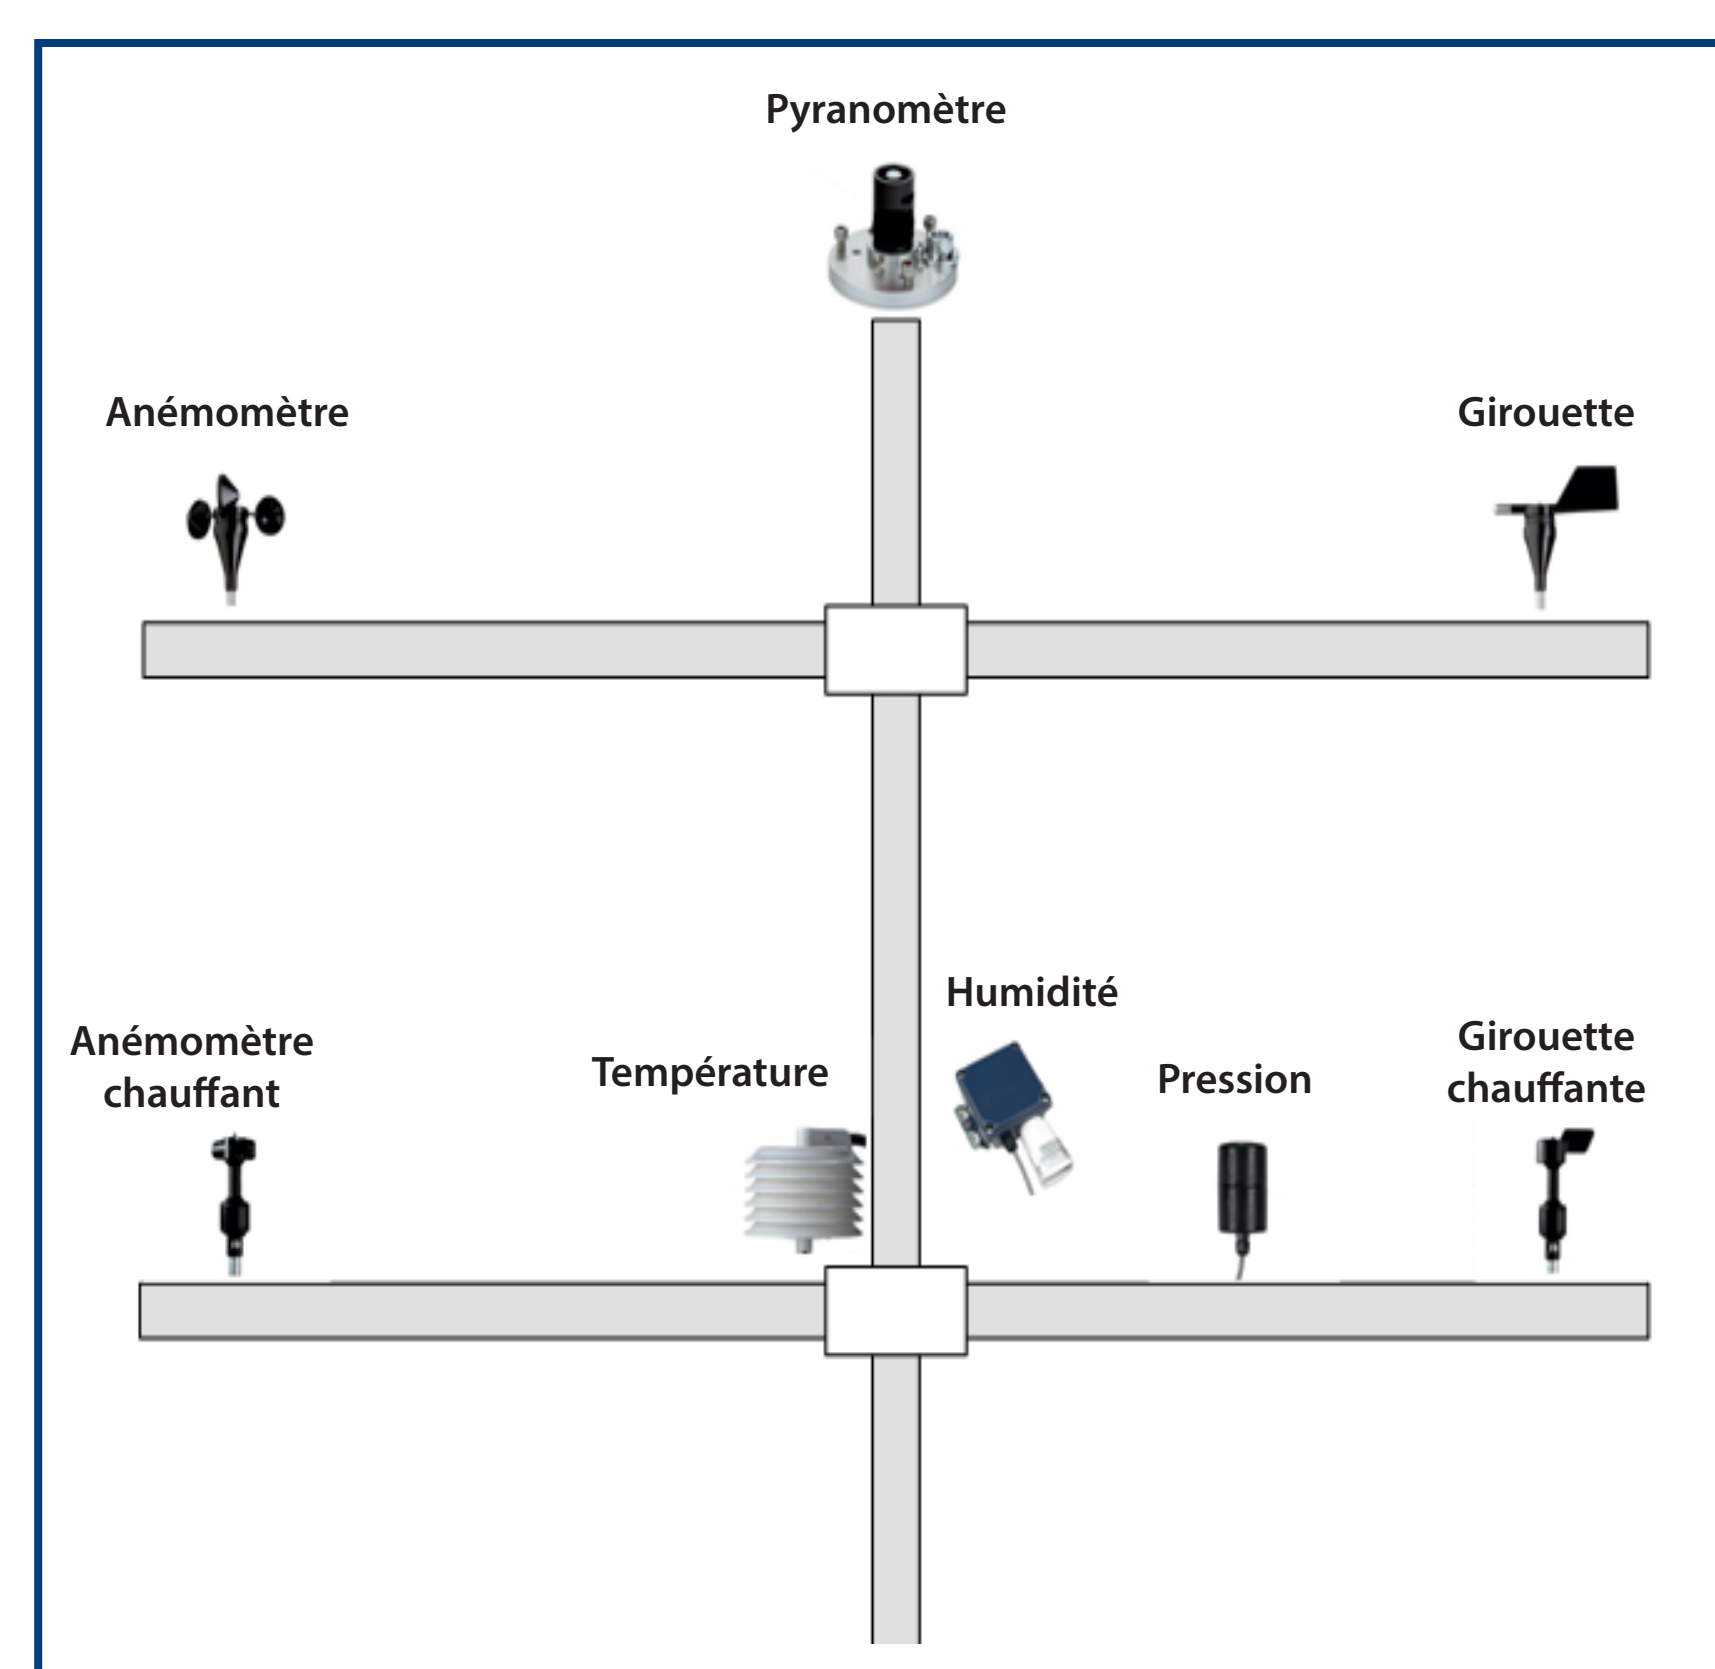 Pyranomètre
Anémomètre
Girouette
Humidité
Anémomètre
chauffant
Température
Pression
Girouette
chauffante